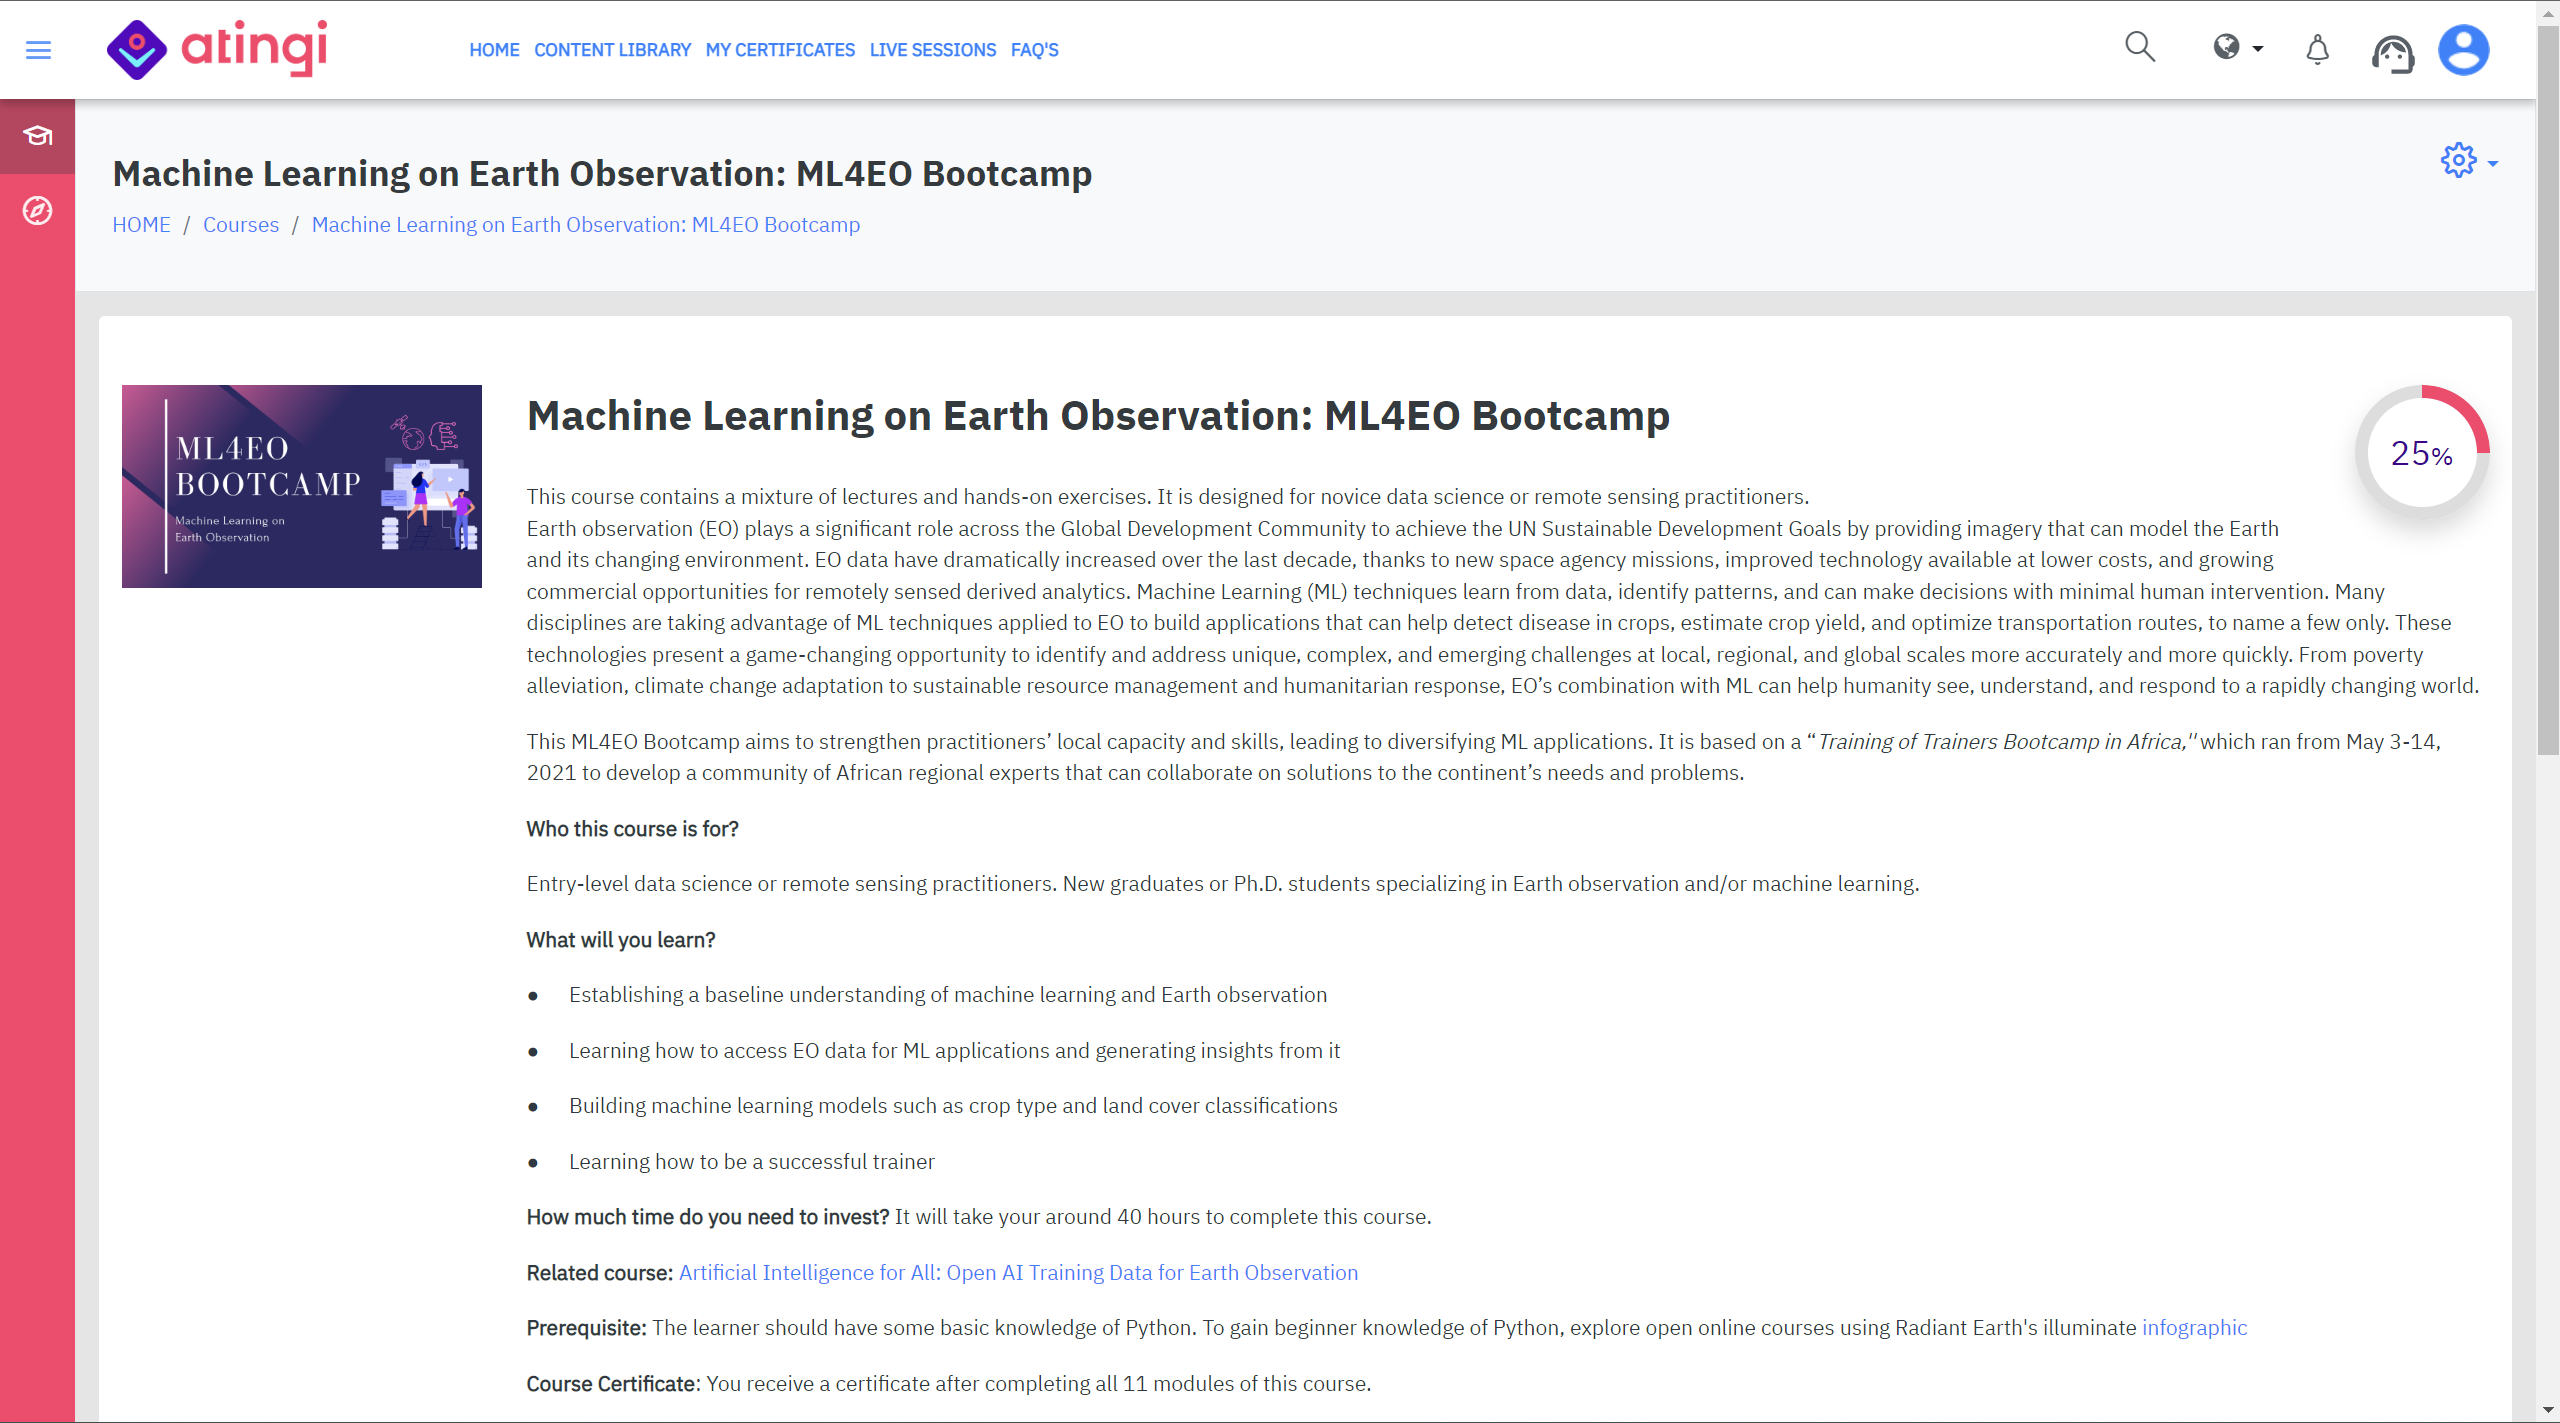 atingi
HOME CONTENT LIBRARY MY CERTIFICATES LIVE SESSIONS FAQ'S
Machine Learning on Earth Observation: ML4EO Bootcamp
HOME / Courses / Machine Learning on Earth Observation: ML4EO Bootcamp
ML4EO
BOOTCAMP
Machine Learning on
Earth Observation
Machine Learning on Earth Observation: ML4EO Bootcamp
25%
This course contains a mixture of lectures and hands-on exercises. It is designed for novice data science or remote sensing practitioners.
Earth observation (EO) plays a significant role across the Global Development Community to achieve the UN Sustainable Development Goals by providing imagery that can model the Earth
and its changing environment. EO data have dramatically increased over the last decade, thanks to new space agency missions, improved technology available at lower costs, and growing
commercial opportunities for remotely sensed derived analytics. Machine Learning (ML) techniques learn from data, identify patterns, and can make decisions with minimal human intervention. Many
disciplines are taking advantage of ML techniques applied to EO to build applications that can help detect disease in crops, estimate crop yield, and optimize transportation routes, to name a few only. These
technologies present a game-changing opportunity to identify and address unique, complex, and emerging challenges at local, regional, and global scales more accurately and more quickly. From poverty
alleviation, climate change adaptation to sustainable resource management and humanitarian response, EO’s combination with ML can help humanity see, understand, and respond to a rapidly changing world.
This ML4EO Bootcamp aims to strengthen practitioners’ local capacity and skills, leading to diversifying ML applications. It is based on a “Training of Trainers Bootcamp in Africa," which ran from May 3-14,
2021 to develop a community of African regional experts that can collaborate on solutions to the continent’s needs and problems.
Who this course is for?
Entry-level data science or remote sensing practitioners. New graduates or Ph.D. students specializing in Earth observation and/or machine learning.
What will you learn?
● Establishing a baseline understanding of machine learning and Earth observation
● Learning how to access EO data for ML applications and generating insights from it
● Building machine learning models such as crop type and land cover classifications
● Learning how to be a successful trainer
How much time do you need to invest? It will take your around 40 hours to complete this course.
Related course: Artificial Intelligence for All: Open AI Training Data for Earth Observation
Prerequisite: The learner should have some basic knowledge of Python. To gain beginner knowledge of Python, explore open online courses using Radiant Earth's illuminate infographic
Course Certificate: You receive a certificate after completing all 11 modules of this course.